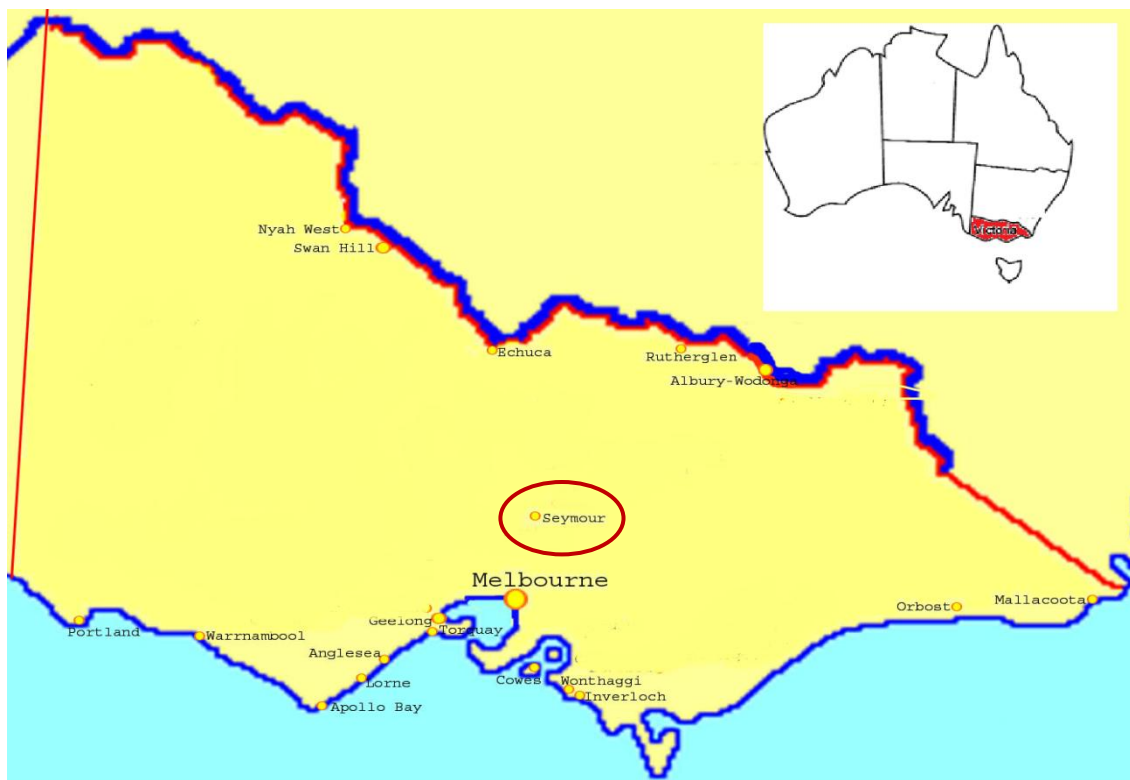 Victoria
Nyah West
Swan Hill
Echuca
Rutherglen
Albury-Wodonga
Seymour
Melbourne
Mallacoota
Orbost
Geelong
Portland
Torquay
Warrnambool
Anglesea
Cowes
Wonthaggi
Lorne
Inverloch
Apollo Bay